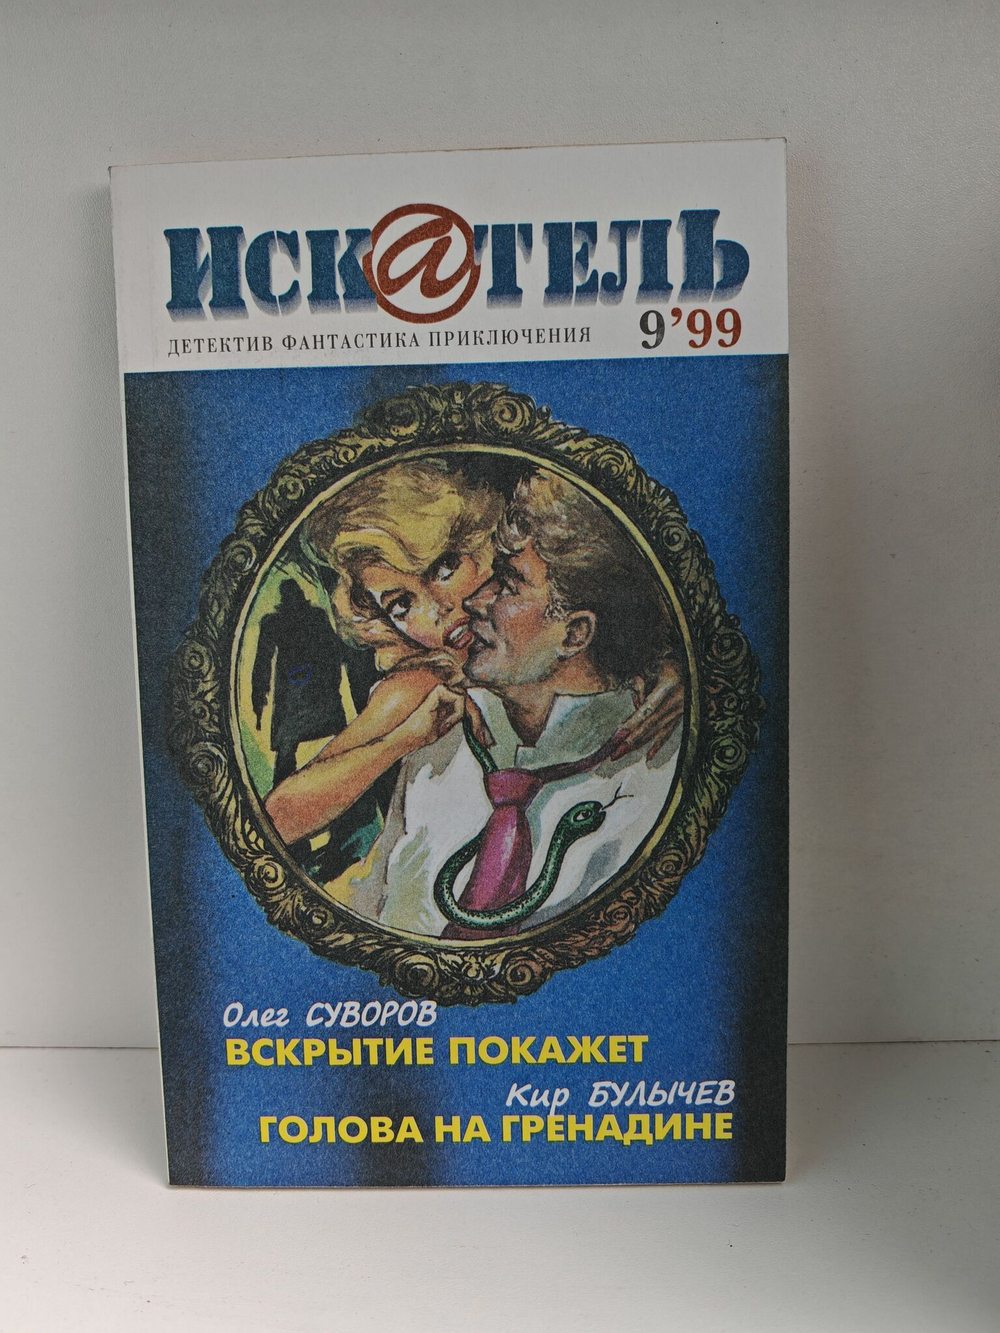 ИСК@ТЕЛЬ
ДЕТЕКТИВ ФАНТАСТИКА ПРИКЛЮЧЕНИЯ 9'99
Олег СУВОРОВ
ВСКРЫТИЕ ПОКАЖЕТ
Кир БУЛЫЧЕВ
ГОЛОВА НА ГРЕНАДИНЕ